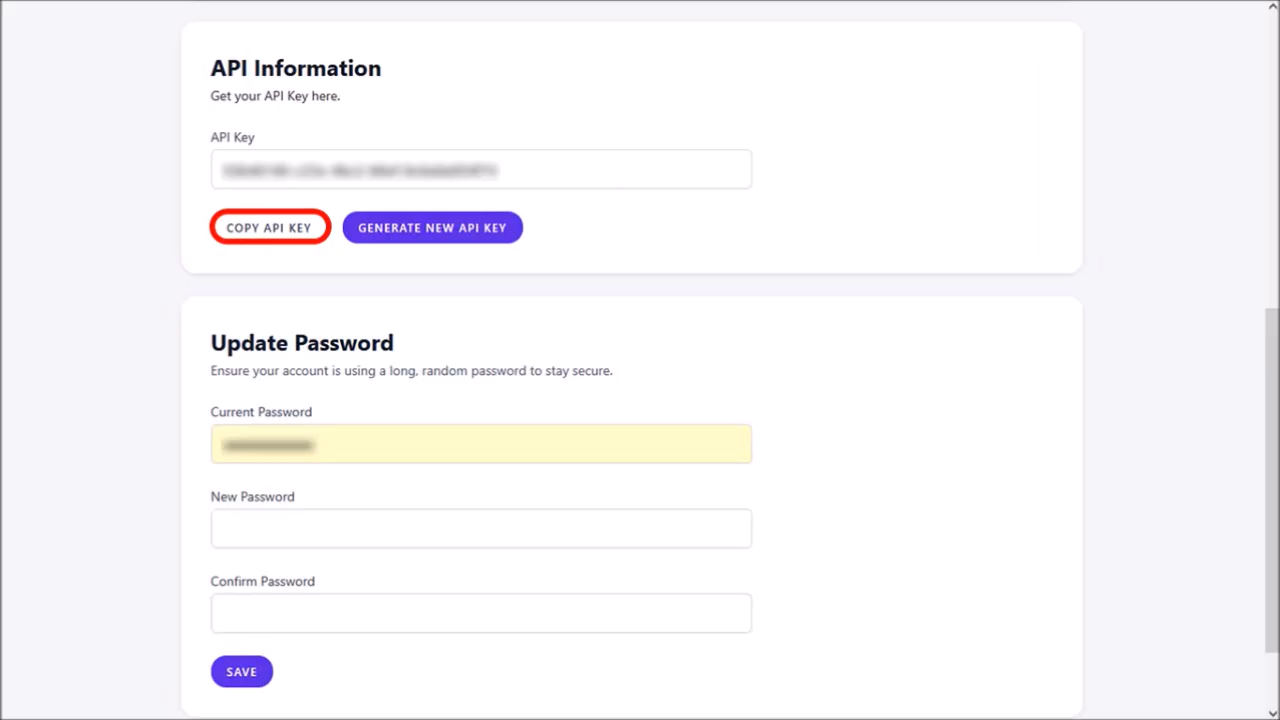 API Information
Get your API Key here.
API Key
COPY API KEY
GENERATE NEW API KEY
Update Password
Ensure your account is using a long, random password to stay secure.
Current Password
New Password
Confirm Password
SAVE